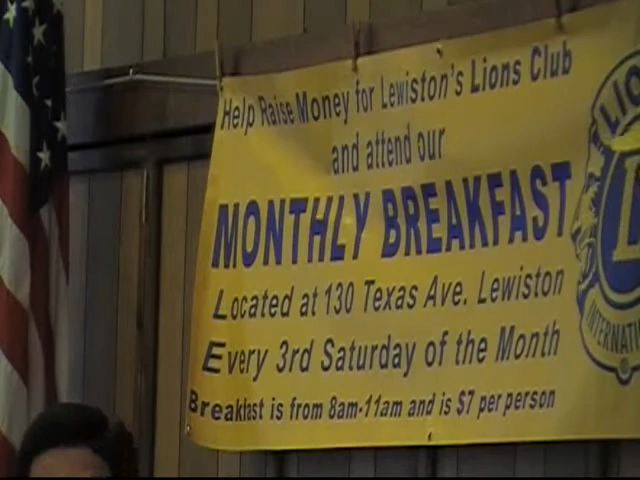 Help Raise Money for Lewiston's Lions Club
and attend our
MONTHLY BREAKFAST
Located at 130 Texas Ave. Lewiston
Every 3rd Saturday of the Month
Breakfast is from 8am-11am and is $7 per person
LIO
L
INTERNATI